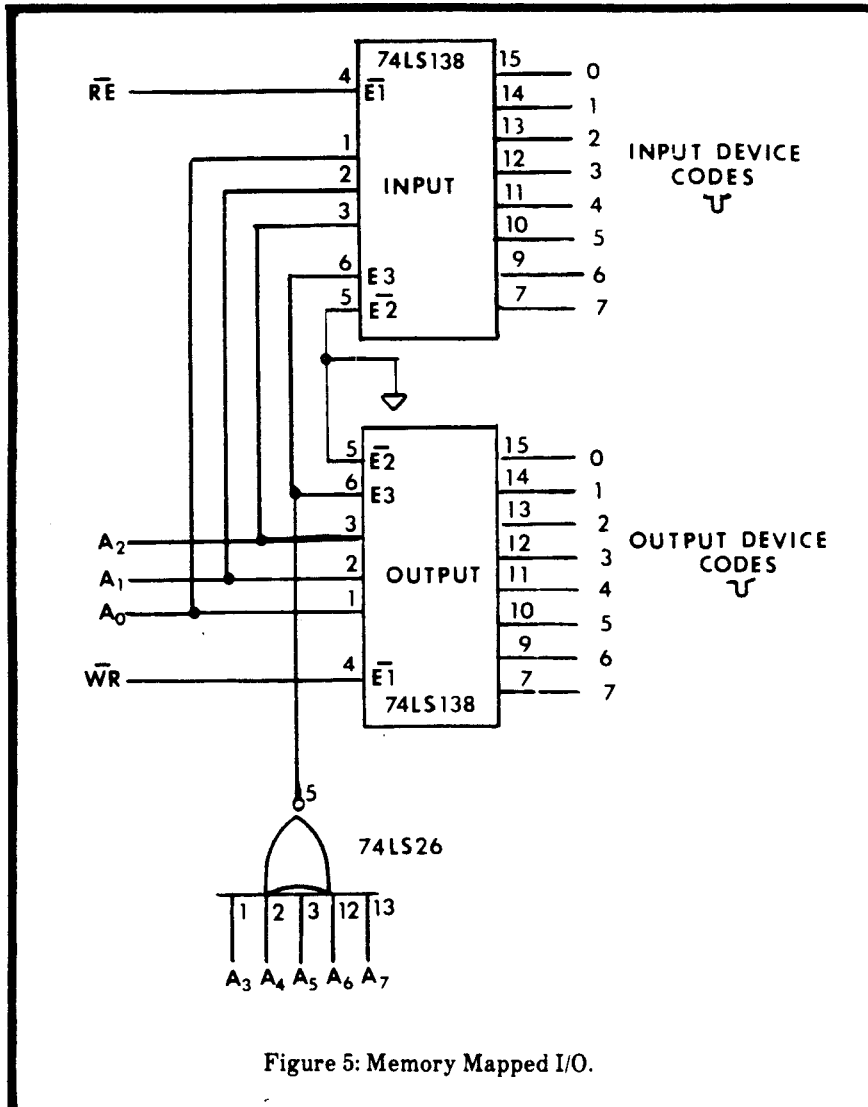 74LS138
RE
4
E1
15
0
14
1
1
13
2
2
INPUT
12
3
3
11
4
10
5
6
E3
9
6
5
E2
7
7
INPUT DEVICE
CODES
5
E2
15
0
6
E3
14
1
A2
3
13
2
A1
2
OUTPUT
12
3
A0
1
11
4
10
5
WR
4
E1
9
6
74LS138
7
7
OUTPUT DEVICE
CODES
5
74LS26
1
2
3
12
13
A3
A4
A5
A6
A7
Figure 5: Memory Mapped I/O.